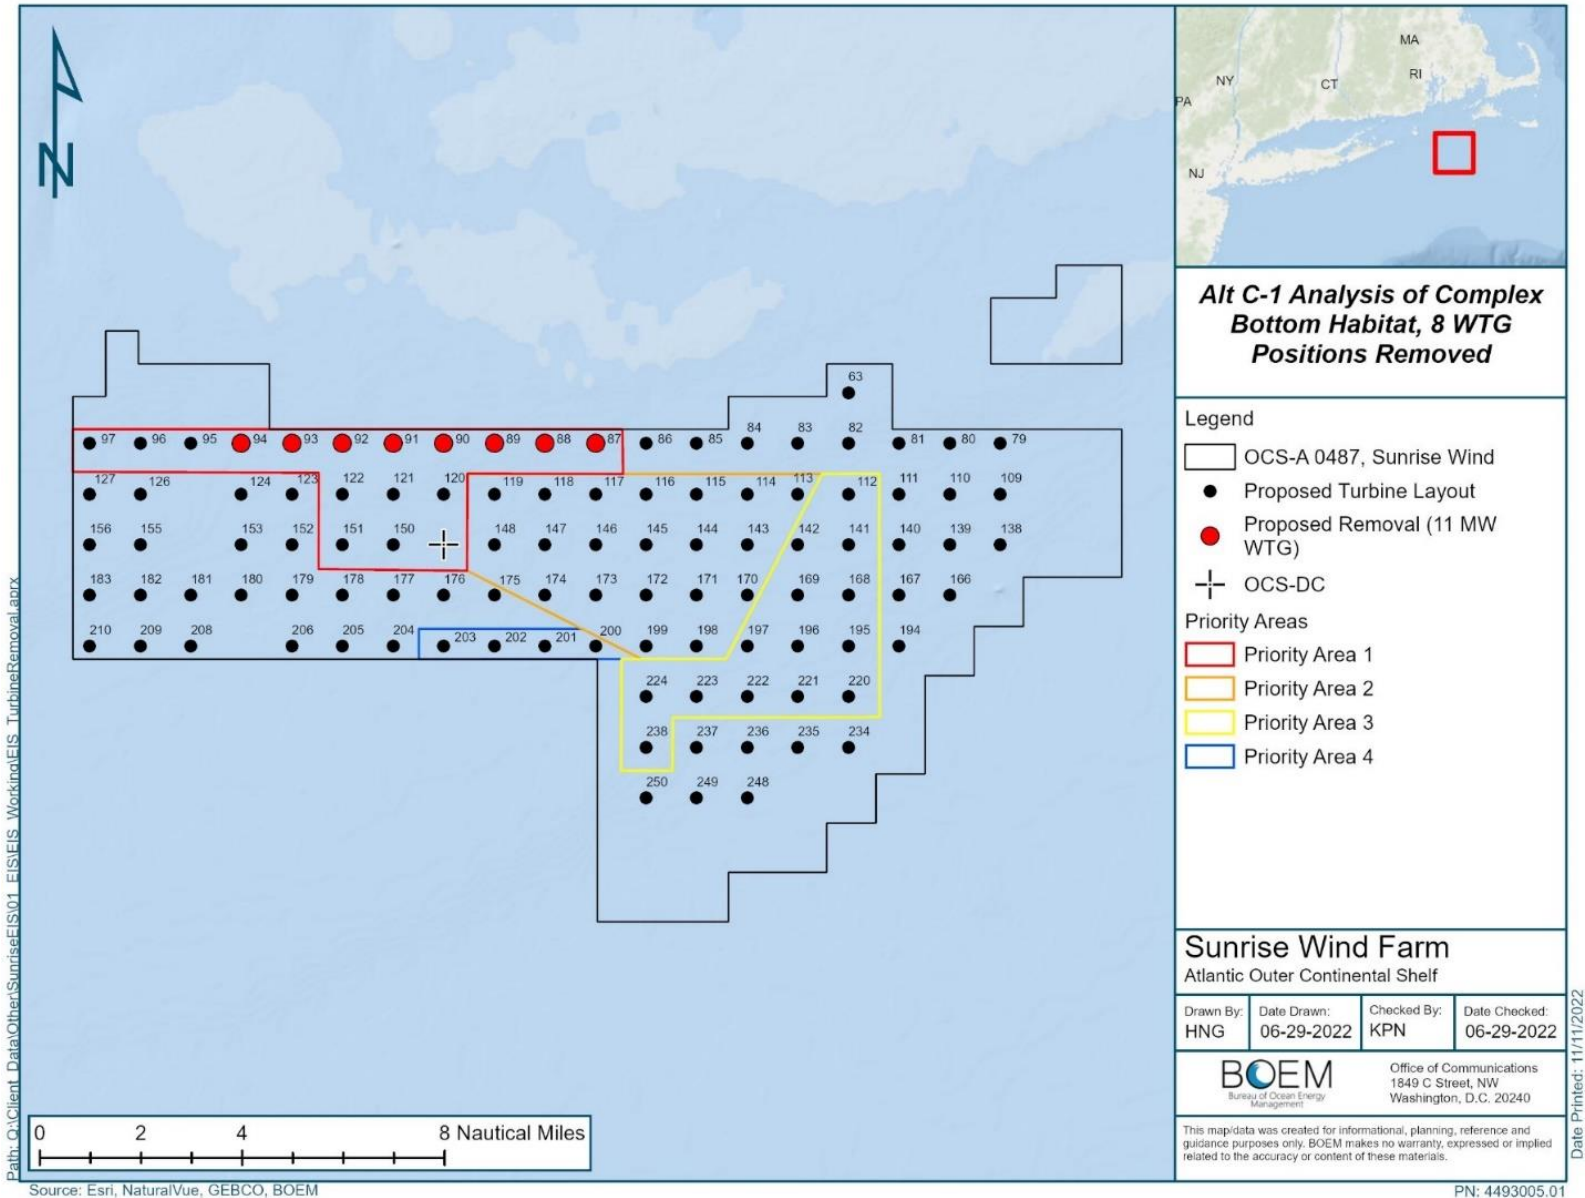 N
63
97 96 95 94 93 92 91 90 89 88 87 86 85 84 83 82 81 80 79
127 126 124 123 122 121 120 119 118 117 116 115 114 113 112 111 110 109
156 155 153 152 151 150 148 147 146 145 144 143 142 141 140 139 138
183 182 181 180 179 178 177 176 175 174 173 172 171 170 169 168 167 166
210 209 208 206 205 204 203 202 201 200 199 198 197 196 195 194
224 223 222 221 220
238 237 236 235 234
250 249 248
0 2 4 8 Nautical Miles
Path: Q:\Client_Data\Other\SunriseEIS\01_EIS\EIS_Working\EIS_TurbineRemoval.aprx
Source: Esri, NaturalVue, GEBCO, BOEM
MA
NY
CT
RI
PA
NJ
Alt C-1 Analysis of Complex
Bottom Habitat, 8 WTG
Positions Removed
Legend
OCS-A 0487, Sunrise Wind
Proposed Turbine Layout
Proposed Removal (11 MW
WTG)
OCS-DC
Priority Areas
Priority Area 1
Priority Area 2
Priority Area 3
Priority Area 4
Sunrise Wind Farm
Atlantic Outer Continental Shelf
Drawn By: Date Drawn: Checked By: Date Checked:
HNG 06-29-2022 KPN 06-29-2022
BOEM
Bureau of Ocean Energy
Management
Office of Communications
1849 C Street, NW
Washington, D.C. 20240
This map/data was created for informational, planning, reference and
guidance purposes only. BOEM makes no warranty, expressed or implied
related to the accuracy or content of these materials.
Date Printed: 11/11/2022
PN: 4493005.01